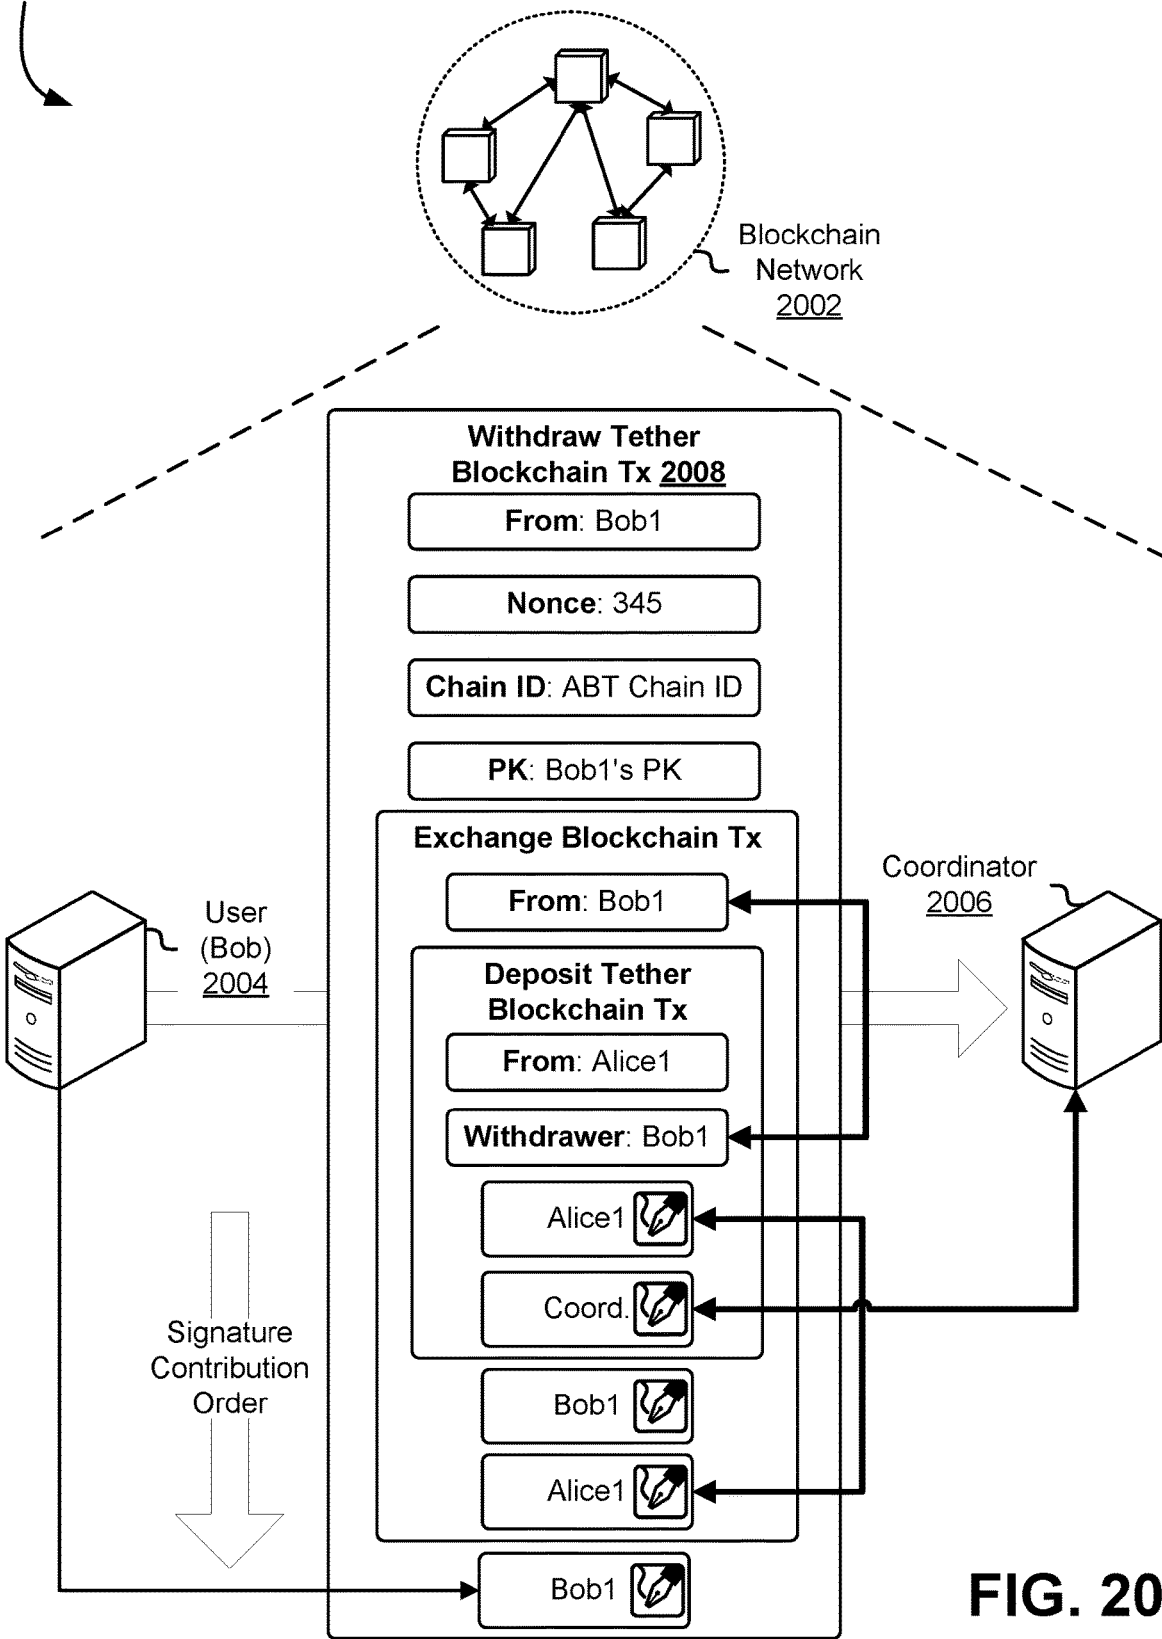 Blockchain
Network
2002
Withdraw Tether
Blockchain Tx 2008
From: Bob1
Nonce: 345
Chain ID: ABT Chain ID
PK: Bob1's PK
Exchange Blockchain Tx
From: Bob1
Deposit Tether
Blockchain Tx
From: Alice1
Withdrawer: Bob1
Alice1
Coord.
Bob1
Alice1
Bob1
User
(Bob)
2004
Coordinator
2006
Signature
Contribution
Order
FIG. 20